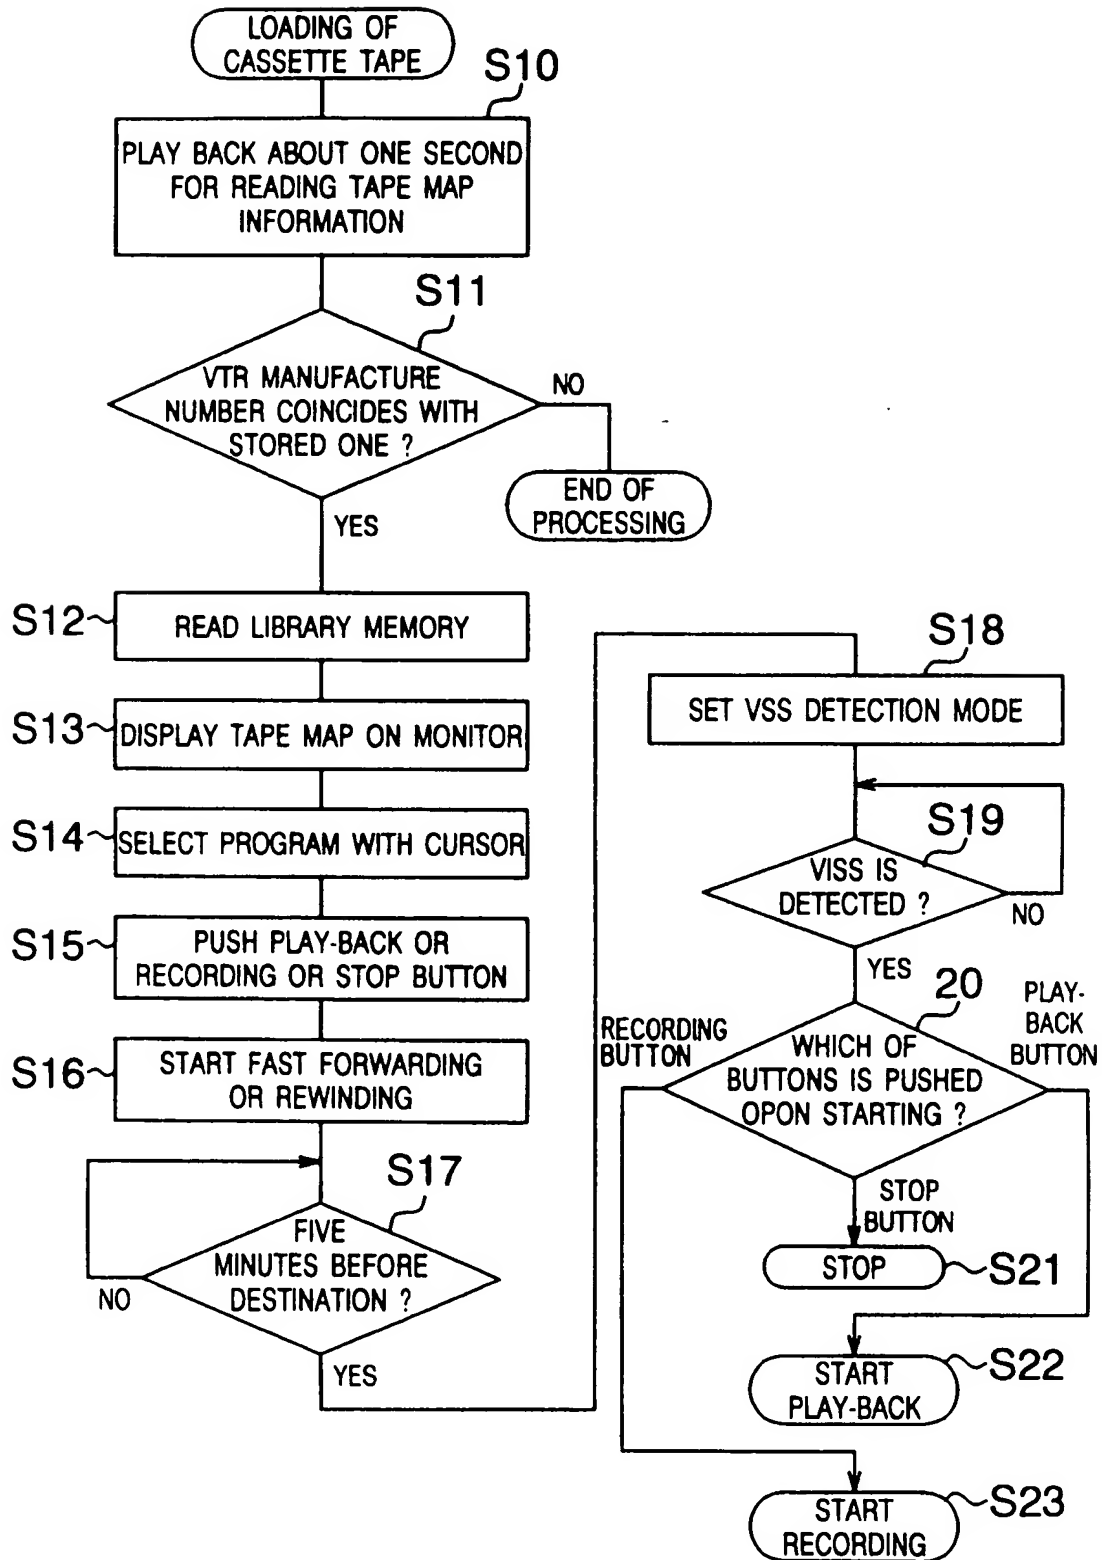 LOADING OF
CASSETTE TAPE
S10
PLAY BACK ABOUT ONE SECOND
FOR READING TAPE MAP
INFORMATION
S11
VTR MANUFACTURE
NUMBER COINCIDES WITH
STORED ONE ?
NO
END OF
PROCESSING
YES
S12
READ LIBRARY MEMORY
S13
DISPLAY TAPE MAP ON MONITOR
S14
SELECT PROGRAM WITH CURSOR
S15
PUSH PLAY-BACK OR
RECORDING OR STOP BUTTON
S16
START FAST FORWARDING
OR REWINDING
S17
FIVE
MINUTES BEFORE
DESTINATION ?
NO
YES
S18
SET VSS DETECTION MODE
S19
VISS IS
DETECTED ?
NO
YES
20
RECORDING
BUTTON
WHICH OF
BUTTONS IS PUSHED
OPON STARTING ?
PLAY-
BACK
BUTTON
STOP
BUTTON
STOP
S21
START
PLAY-BACK
S22
START
RECORDING
S23